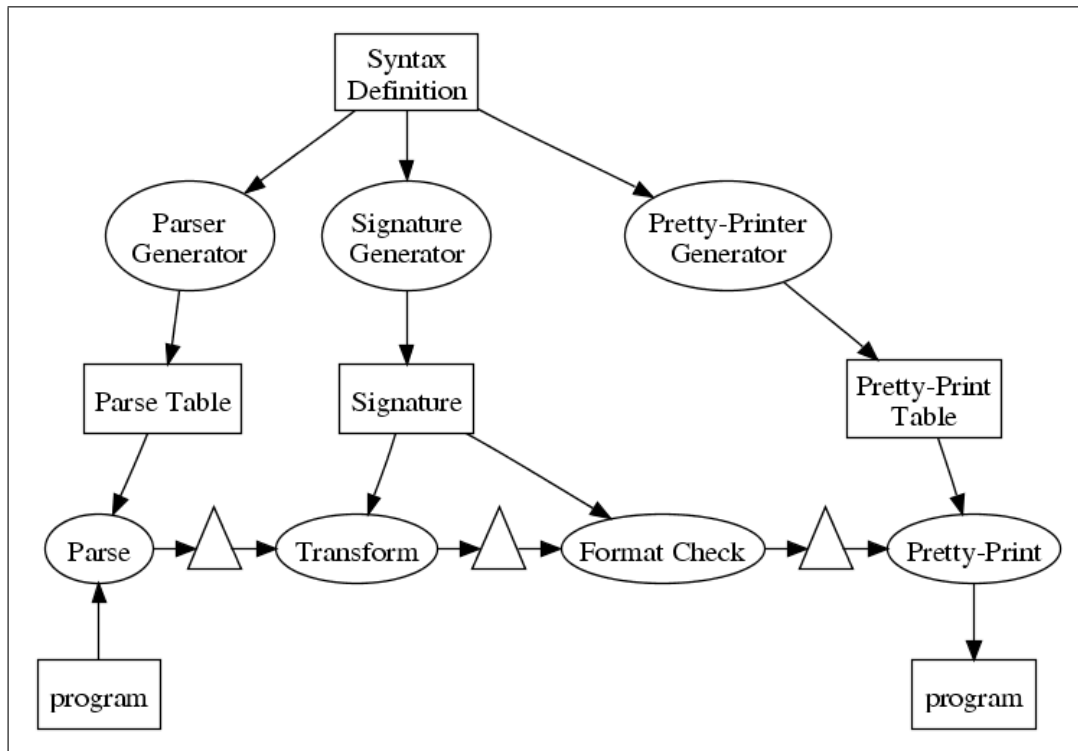 Syntax
Definition
Parser
Generator
Signature
Generator
Pretty-Printer
Generator
Parse Table
Signature
Pretty-Print
Table
Parse
Transform
Format Check
Pretty-Print
program
program